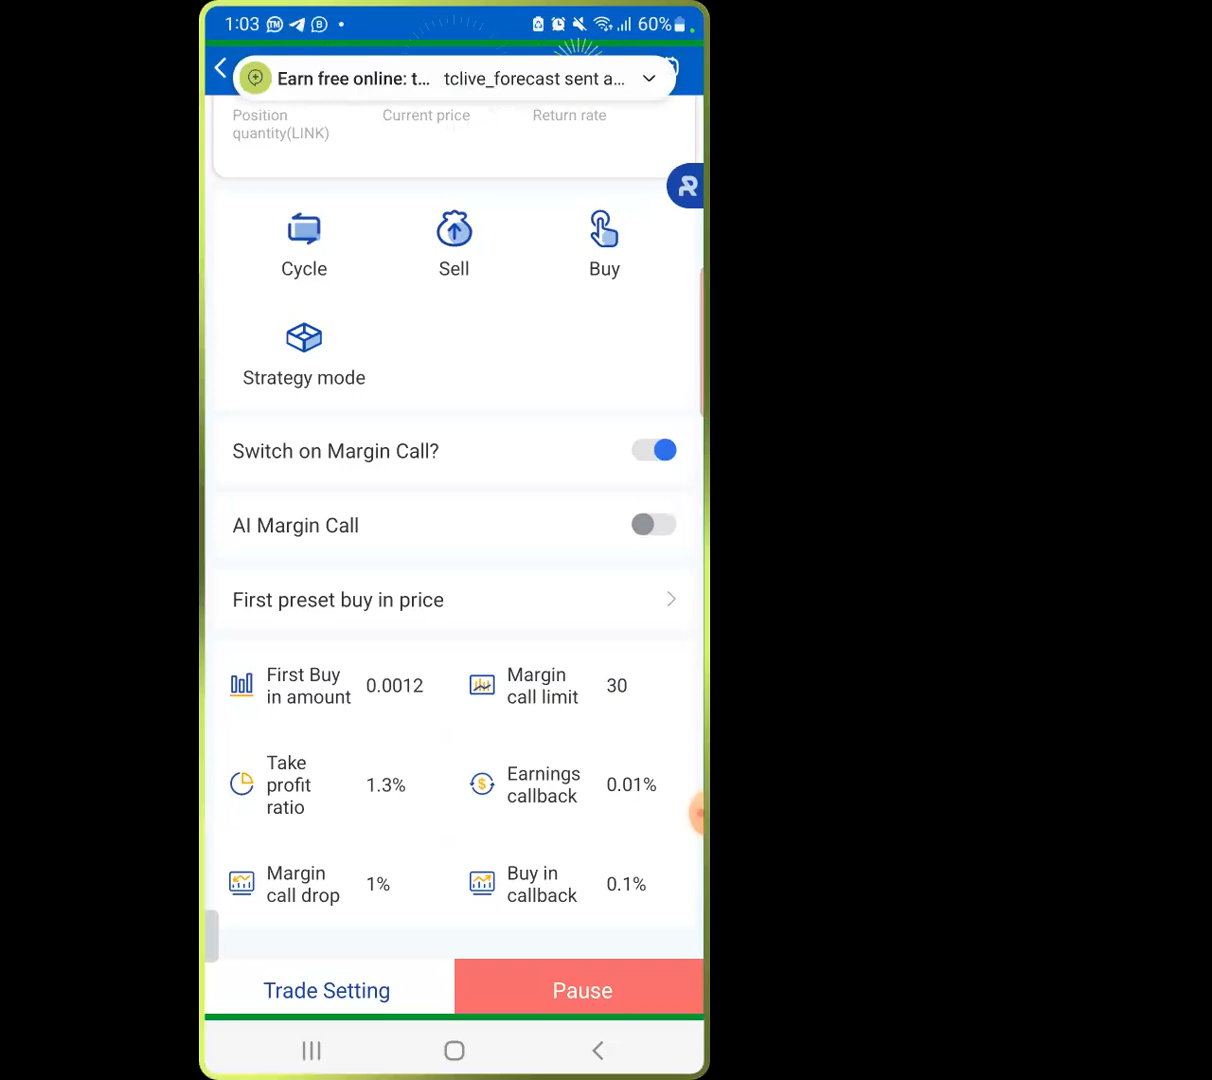 1:03
60%
Earn free online: t... tclive_forecast sent a...
Position Current price Return rate
quantity(LINK)
Cycle Sell Buy
Strategy mode
Switch on Margin Call?
AI Margin Call
First preset buy in price
First Buy
in amount 0.0012
Margin
call limit 30
Take
profit
ratio 1.3%
Earnings
callback 0.01%
Margin
call drop 1%
Buy in
callback 0.1%
Trade Setting Pause